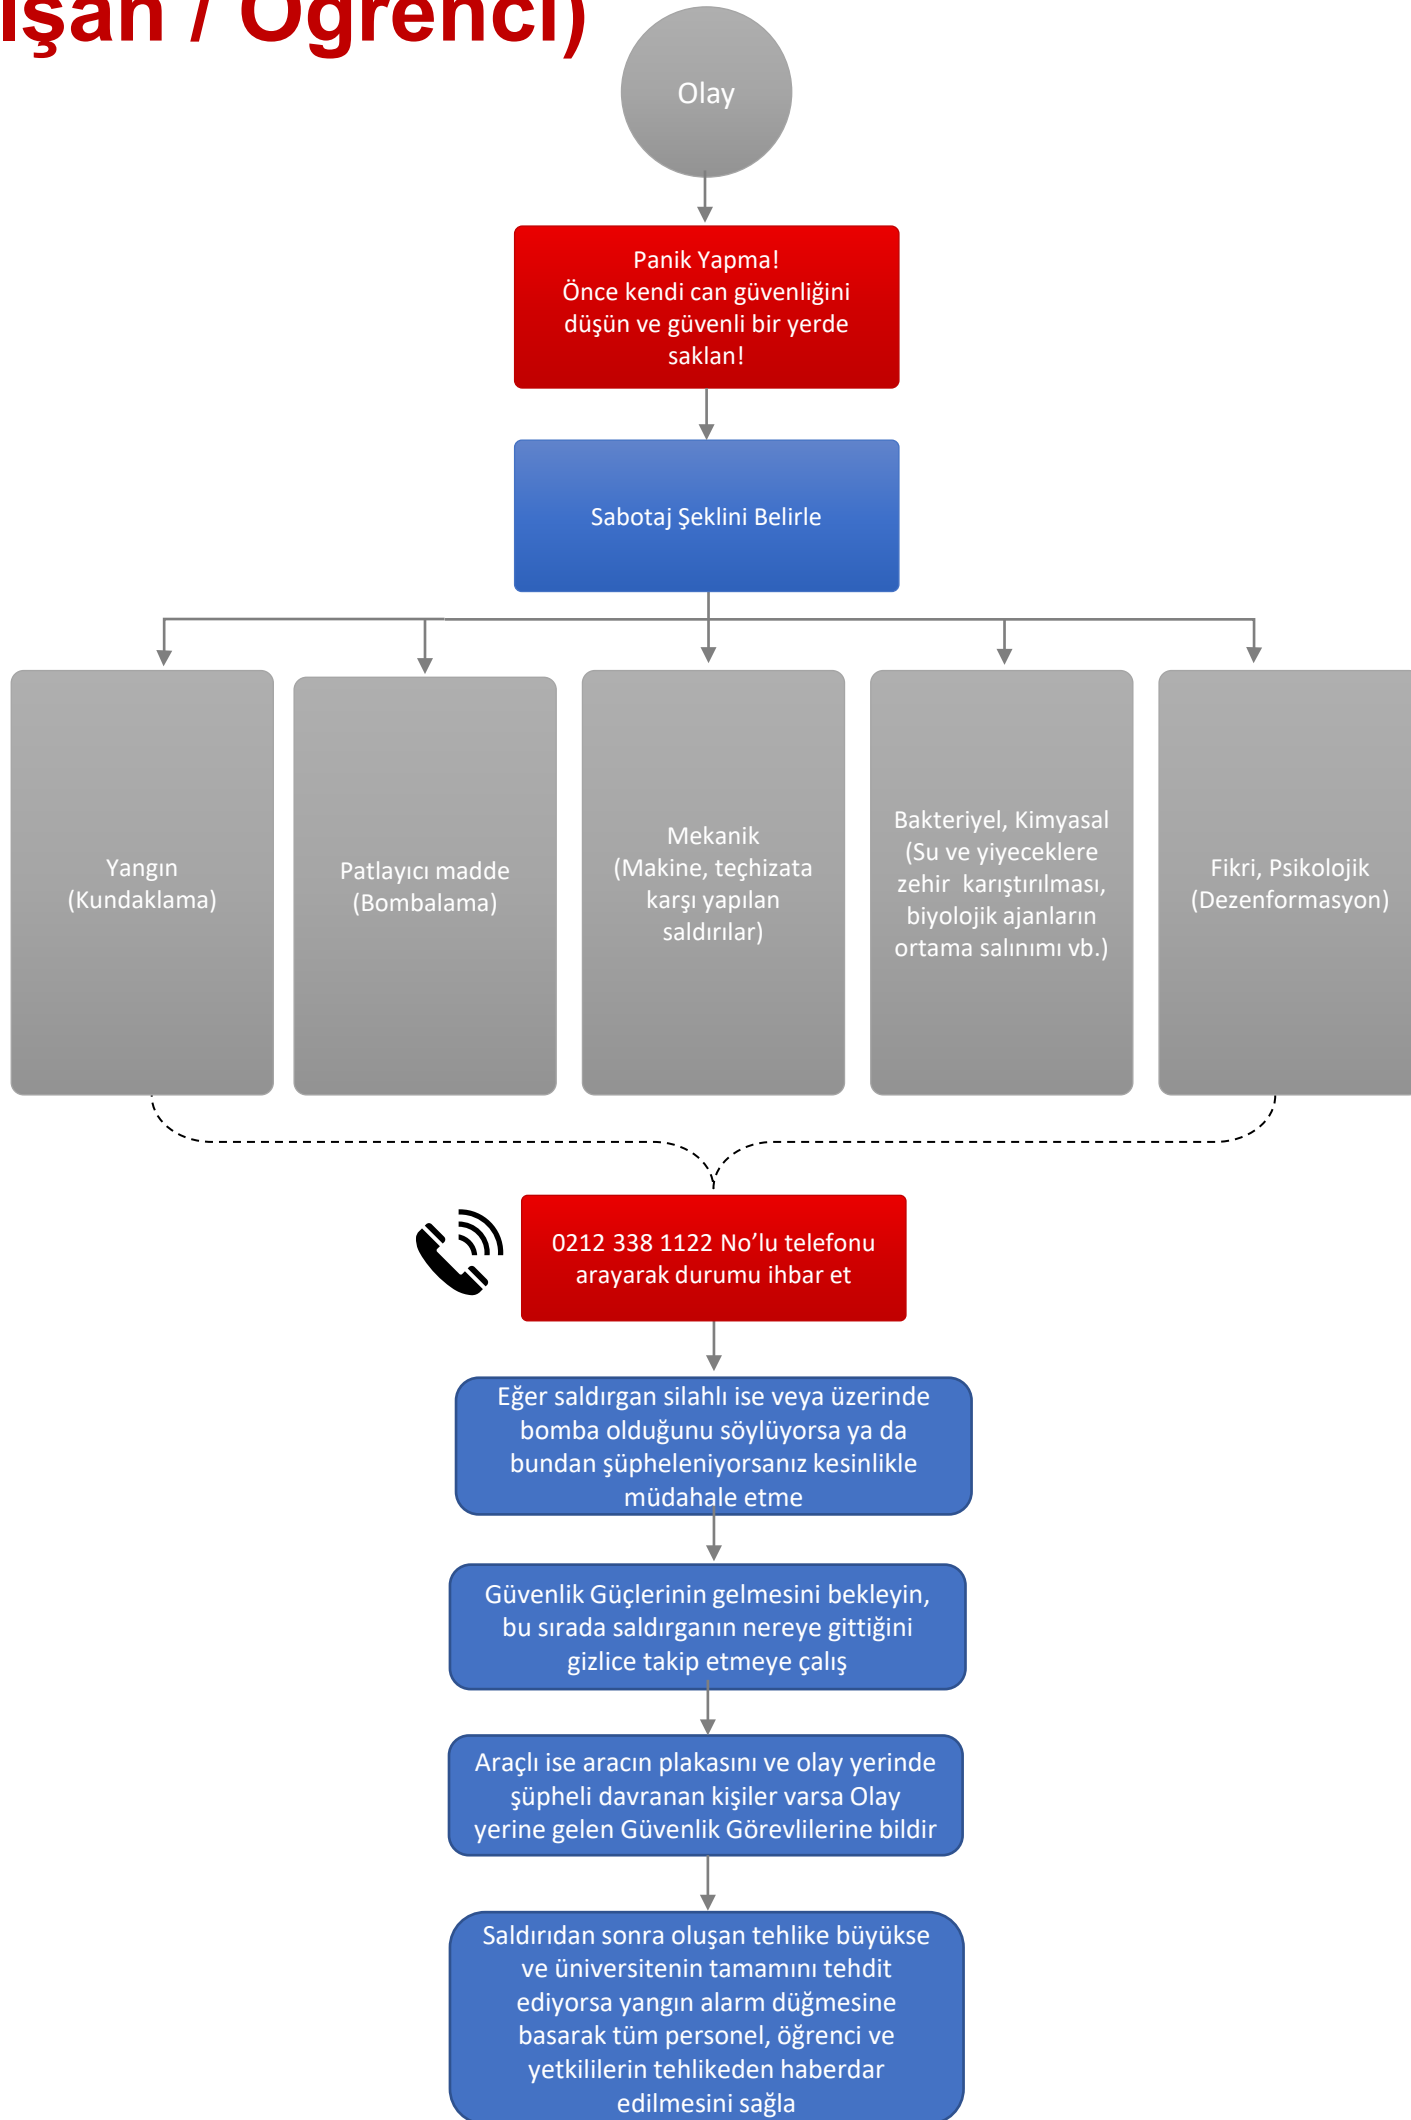 ışan / Öğrenci)
Olay
Panik Yapma!
Önce kendi can güvenliğini
düşün ve güvenli bir yerde
saklan!
Sabotaj Şeklini Belirle
Yangın
(Kundaklama)
Patlayıcı madde
(Bombalama)
Mekanik
(Makine, teçhizata
karşı yapılan
saldırılar)
Bakteriyel, Kimyasal
(Su ve yiyeceklere
zehir karıştırılması,
biyolojik ajanların
ortama salınımı vb.)
Fikri, Psikolojik
(Dezenformasyon)
0212 338 1122 No’lu telefonu
arayarak durumu ihbar et
Eğer saldırgan silahlı ise veya üzerinde
bomba olduğunu söylüyorsa ya da
bundan şüpheleniyorsanız kesinlikle
müdahale etme
Güvenlik Güçlerinin gelmesini bekleyin,
bu sırada saldırganın nereye gittiğini
gizlice takip etmeye çalış
Araçlı ise aracın plakasını ve olay yerinde
şüpheli davranan kişiler varsa Olay
yerine gelen Güvenlik Görevlilerine bildir
Saldırıdan sonra oluşan tehlike büyükse
ve üniversitenin tamamını tehdit
ediyorsa yangın alarm düğmesine
basarak tüm personel, öğrenci ve
yetkililerin tehlikeden haberdar
edilmesini sağla